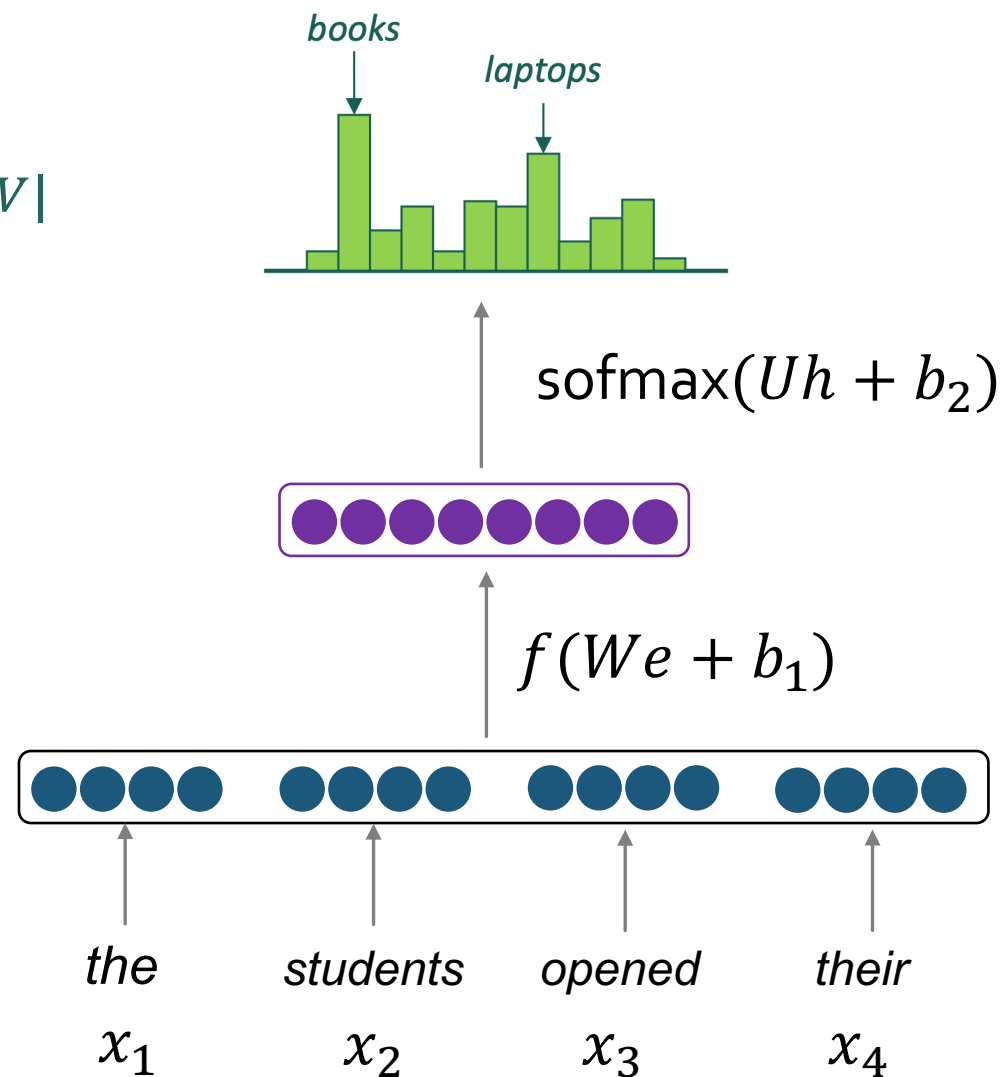 books
laptops
V|
sofmax(Uh + b₂)
f(We + b₁)
the students opened their
x₁ x₂ x₃ x₄